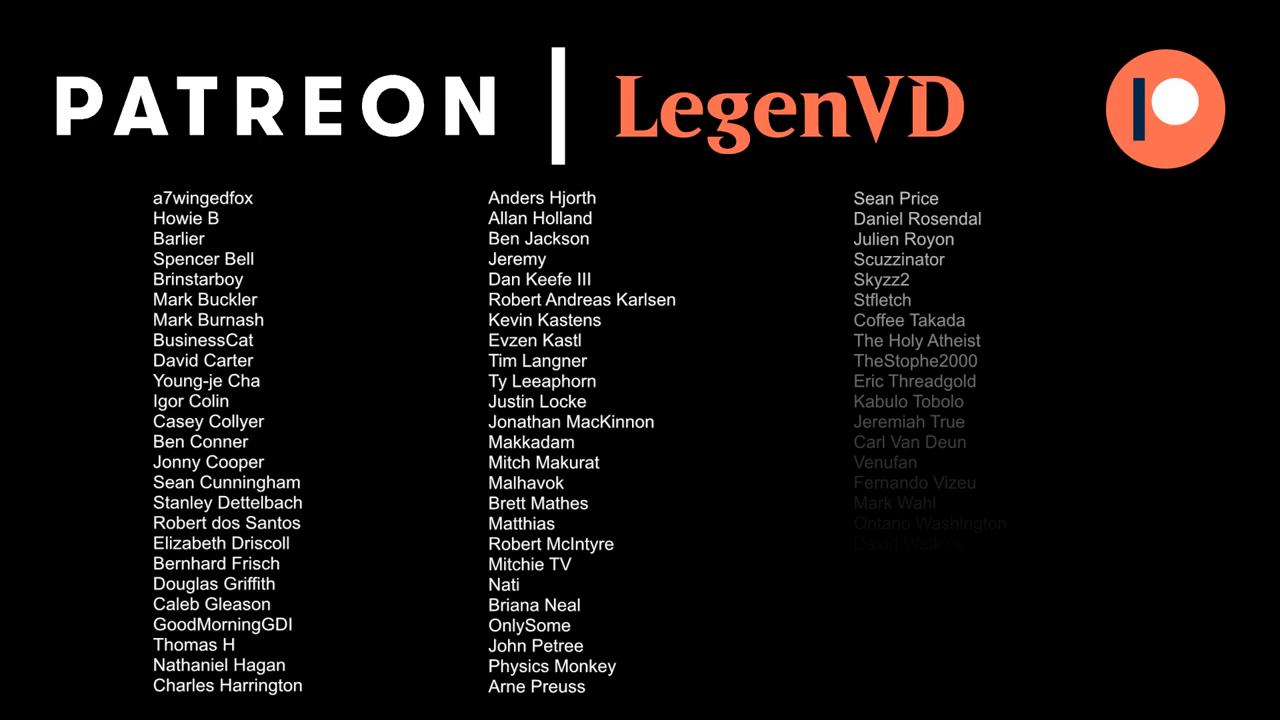 PATREON | LegenVD
a7wingedfox
Howie B
Barlier
Spencer Bell
Brinstarboy
Mark Buckler
Mark Burnash
BusinessCat
David Carter
Young-je Cha
Igor Colin
Casey Collyer
Ben Conner
Jonny Cooper
Sean Cunningham
Stanley Dettelbach
Robert dos Santos
Elizabeth Driscoll
Bernhard Frisch
Douglas Griffith
Caleb Gleason
GoodMorningGDI
Thomas H
Nathaniel Hagan
Charles Harrington
Anders Hjorth
Allan Holland
Ben Jackson
Jeremy
Dan Keefe III
Robert Andreas Karlsen
Kevin Kastens
Evzen Kastl
Tim Langner
Ty Leeaphorn
Justin Locke
Jonathan MacKinnon
Makkadam
Mitch Makurat
Malhavok
Brett Mathes
Matthias
Robert McIntyre
Mitchie TV
Nati
Briana Neal
OnlySome
John Petree
Physics Monkey
Arne Preuss
Sean Price
Daniel Rosendal
Julien Royon
Scuzzinator
Skyzz2
Stfletch
Coffee Takada
The Holy Atheist
TheStophe2000
Eric Threadgold
Kabulo Tobolo
Jeremiah True
Carl Van Deun
Venufan
Fernando Vizeu
Mark Wahl
Ontario Washington
David